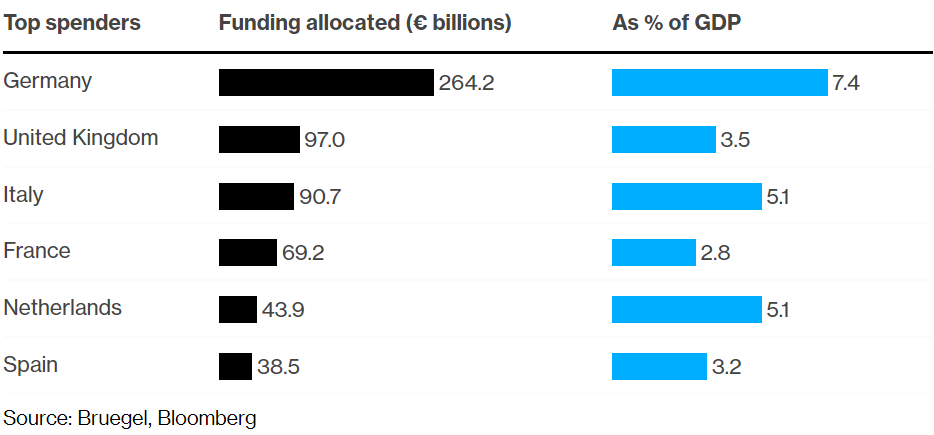 Top spenders Funding allocated (€ billions) As % of GDP
Germany 264.2 7.4
United Kingdom 97.0 3.5
Italy 90.7 5.1
France 69.2 2.8
Netherlands 43.9 5.1
Spain 38.5 3.2
Source: Bruegel, Bloomberg